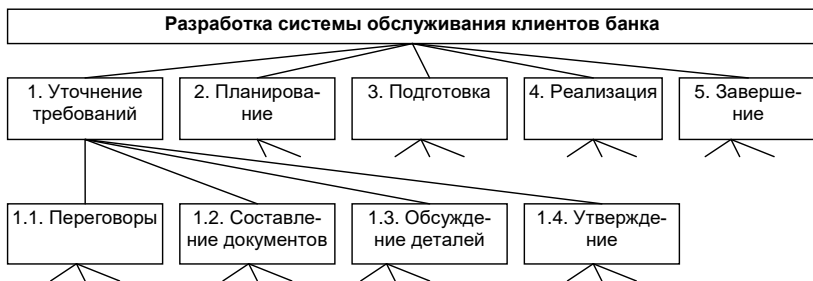 Разработка системы обслуживания клиентов банка
1. Уточнение
требований
2. Планирова-
ние
3. Подготовка
4. Реализация
5. Заверше-
ние
1.1. Переговоры
1.2. Составле-
ние документов
1.3. Обсужде-
ние деталей
1.4. Утвержде-
ние